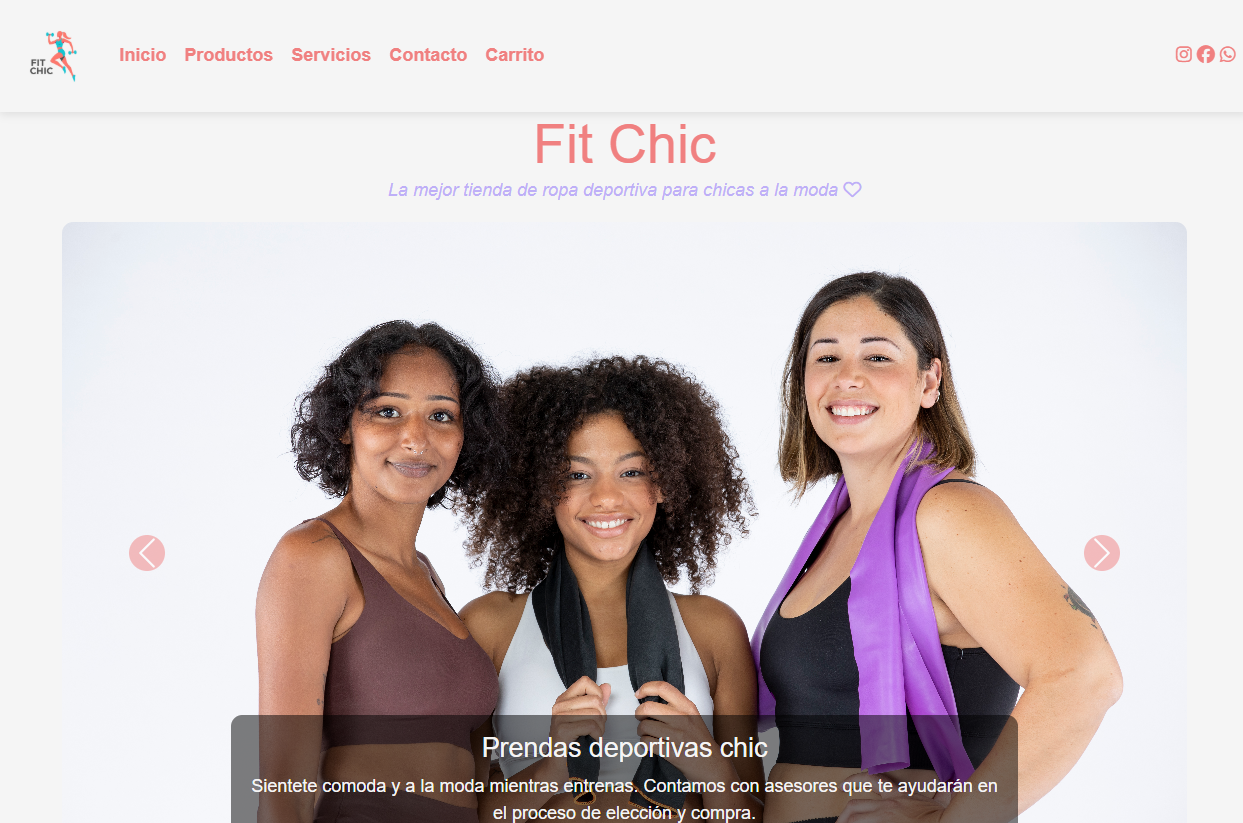 FIT
CHIC
Inicio Productos Servicios Contacto Carrito
Fit Chic
La mejor tienda de ropa deportiva para chicas a la moda
Prendas deportivas chic
Sientete comoda y a la moda mientras entrenas. Contamos con asesores que te ayudarán en
el proceso de elección y compra.